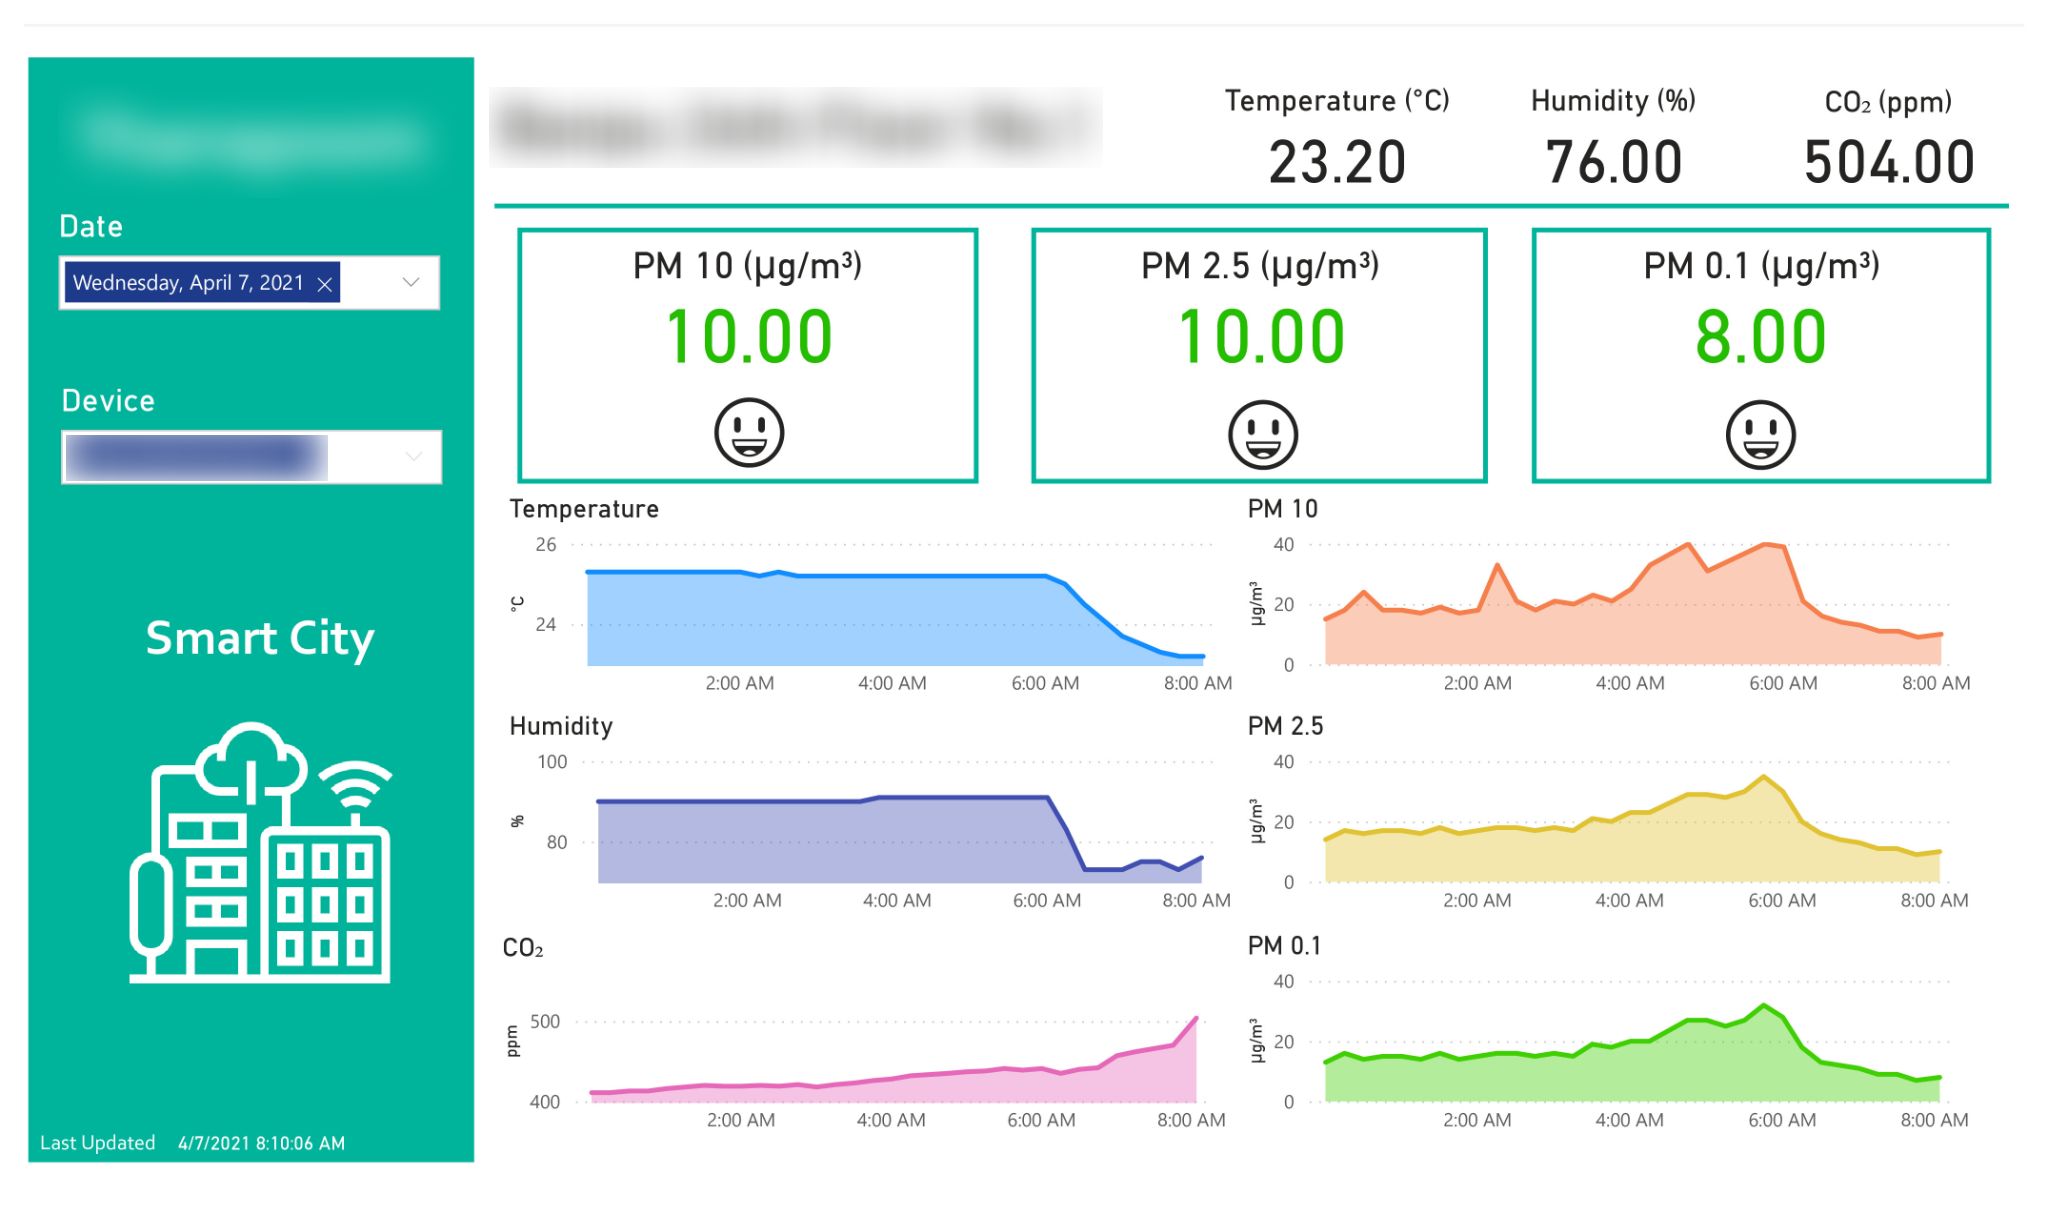 Temperature (°C)
Humidity (%)
CO₂ (ppm)
23.20
76.00
504.00
Date
Wednesday, April 7, 2021
Device
Smart City
Last Updated 4/7/2021 8:10:06 AM
PM 10 (µg/m³)
10.00
PM 2.5 (µg/m³)
10.00
PM 0.1 (µg/m³)
8.00
Temperature
26
24
°C
2:00 AM 4:00 AM 6:00 AM 8:00 AM
PM 10
40
20
0
µg/m³
2:00 AM 4:00 AM 6:00 AM 8:00 AM
Humidity
100
80
%
2:00 AM 4:00 AM 6:00 AM 8:00 AM
PM 2.5
40
20
0
µg/m³
2:00 AM 4:00 AM 6:00 AM 8:00 AM
CO₂
500
400
ppm
2:00 AM 4:00 AM 6:00 AM 8:00 AM
PM 0.1
40
20
0
µg/m³
2:00 AM 4:00 AM 6:00 AM 8:00 AM